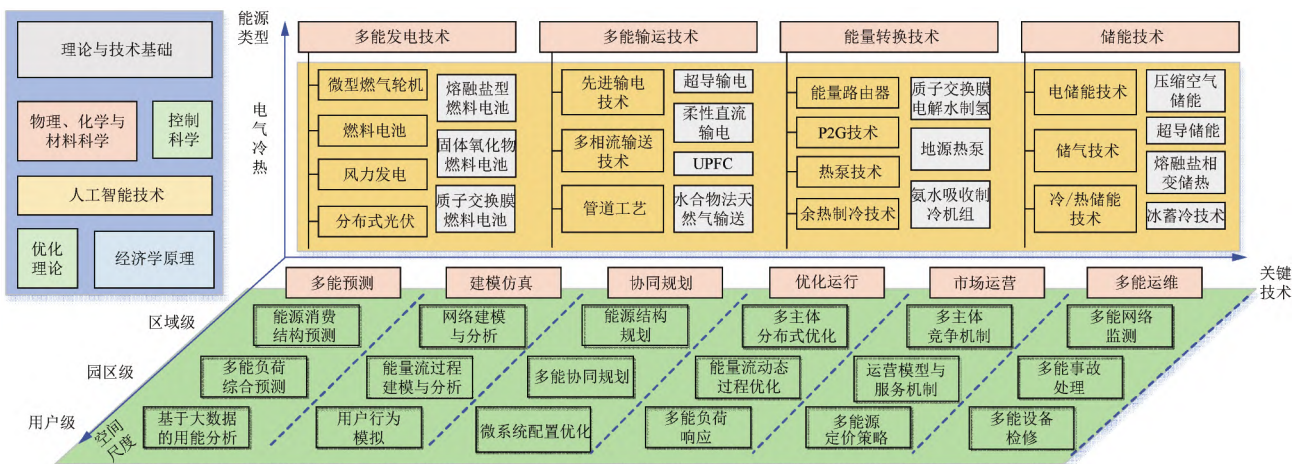 理论与技术基础
物理、化学与
材料科学
控制
科学
人工智能技术
优化
理论
经济学原理
能源
类型
电
气
冷
热
多能发电技术
微型燃气轮机
燃料电池
风力发电
分布式光伏
熔融盐型
燃料电池
固体氧化物
燃料电池
质子交换膜
燃料电池
多能输运技术
先进输电
技术
多相流输送
技术
管道工艺
超导输电
柔性直流
输电
UPFC
水合物法天
然气输送
能量转换技术
能量路由器
P2G技术
热泵技术
余热制冷技术
质子交换膜
电解水制氢
地源热泵
氨水吸收制
冷机组
储能技术
电储能技术
储气技术
冷/热储能
技术
压缩空气
储能
超导储能
熔融盐相
变储热
冰蓄冷技术
关键
技术
多能预测
建模仿真
协同规划
优化运行
市场运营
多能运维
区域级
能源消费
结构预测
网络建模
与分析
能源结构
规划
多主体
分布式优化
多主体
竞争机制
多能网络
监测
园区级
多能负荷
综合预测
能量流过程
建模与分析
多能协同规划
能量流动态
过程优化
运营模型与
服务机制
多能事故
处理
用户级
空间
尺度
基于大数据
的用能分析
用户行为
模拟
微系统配置优化
多能负荷
响应
多能源
定价策略
多能设备
检修